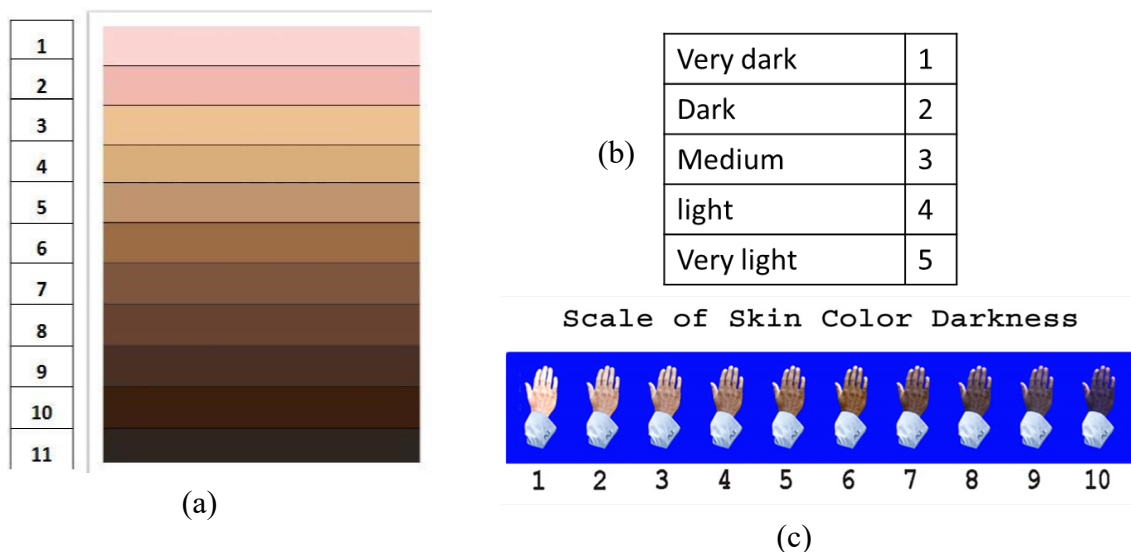 1
2
3
4
5
6
7
8
9
10
11
(a)
(b)
Very dark 1
Dark 2
Medium 3
light 4
Very light 5
Scale of Skin Color Darkness
1 2 3 4 5 6 7 8 9 10
(c)